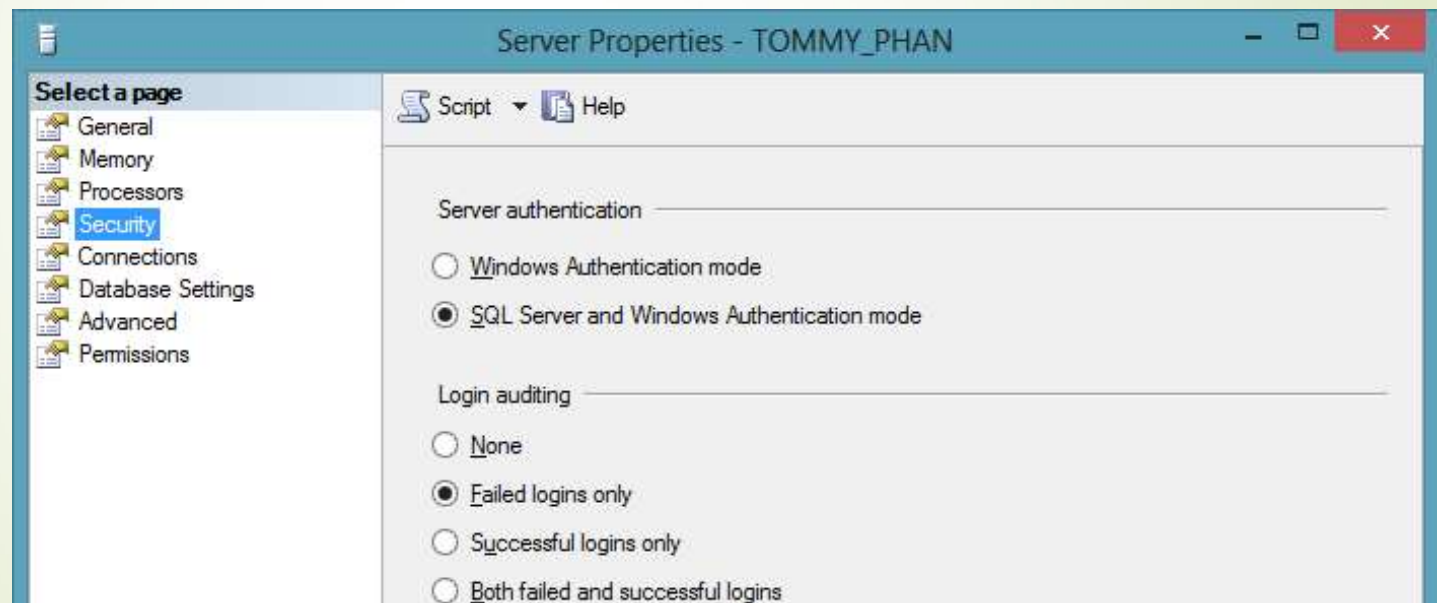 Server Properties - TOMMY_PHAN
Select a page
General
Memory
Processors
Security
Connections
Database Settings
Advanced
Permissions
Script
Help
Server authentication
Windows Authentication mode
SQL Server and Windows Authentication mode
Login auditing
None
Failed logins only
Successful logins only
Both failed and successful logins